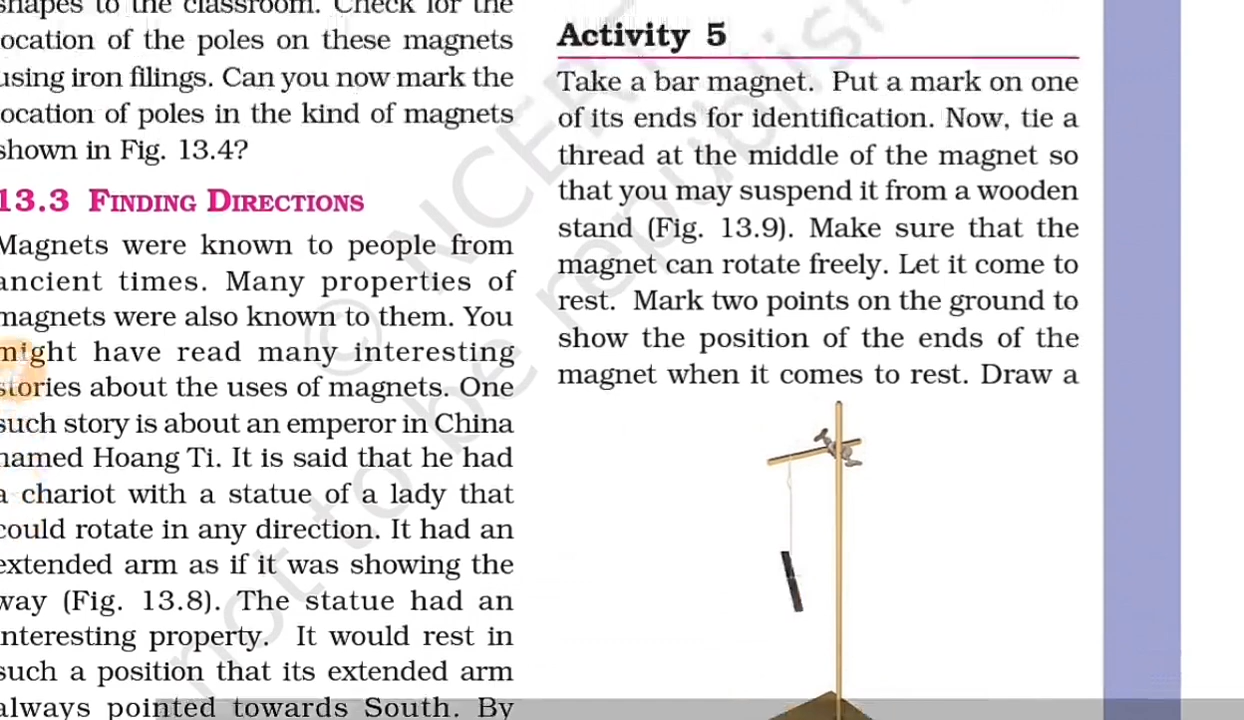 shapes to the classroom. Check for the
ocation of the poles on these magnets
using iron filings. Can you now mark the
ocation of poles in the kind of magnets
shown in Fig. 13.4?
13.3 FINDING DIRECTIONS
Magnets were known to people from
ancient times. Many properties of
magnets were also known to them. You
might have read many interesting
stories about the uses of magnets. One
such story is about an emperor in China
named Hoang Ti. It is said that he had
a chariot with a statue of a lady that
could rotate in any direction. It had an
extended arm as if it was showing the
way (Fig. 13.8). The statue had an
interesting property. It would rest in
such a position that its extended arm
always pointed towards South. By
Activity 5
Take a bar magnet. Put a mark on one
of its ends for identification. Now, tie a
thread at the middle of the magnet so
that you may suspend it from a wooden
stand (Fig. 13.9). Make sure that the
magnet can rotate freely. Let it come to
rest. Mark two points on the ground to
show the position of the ends of the
magnet when it comes to rest. Draw a
© NCERT
not to be republished